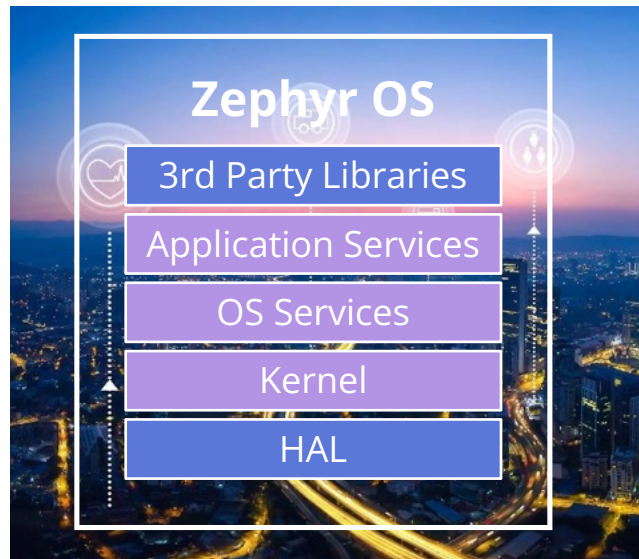 Zephyr OS
3rd Party Libraries
Application Services
OS Services
Kernel
HAL